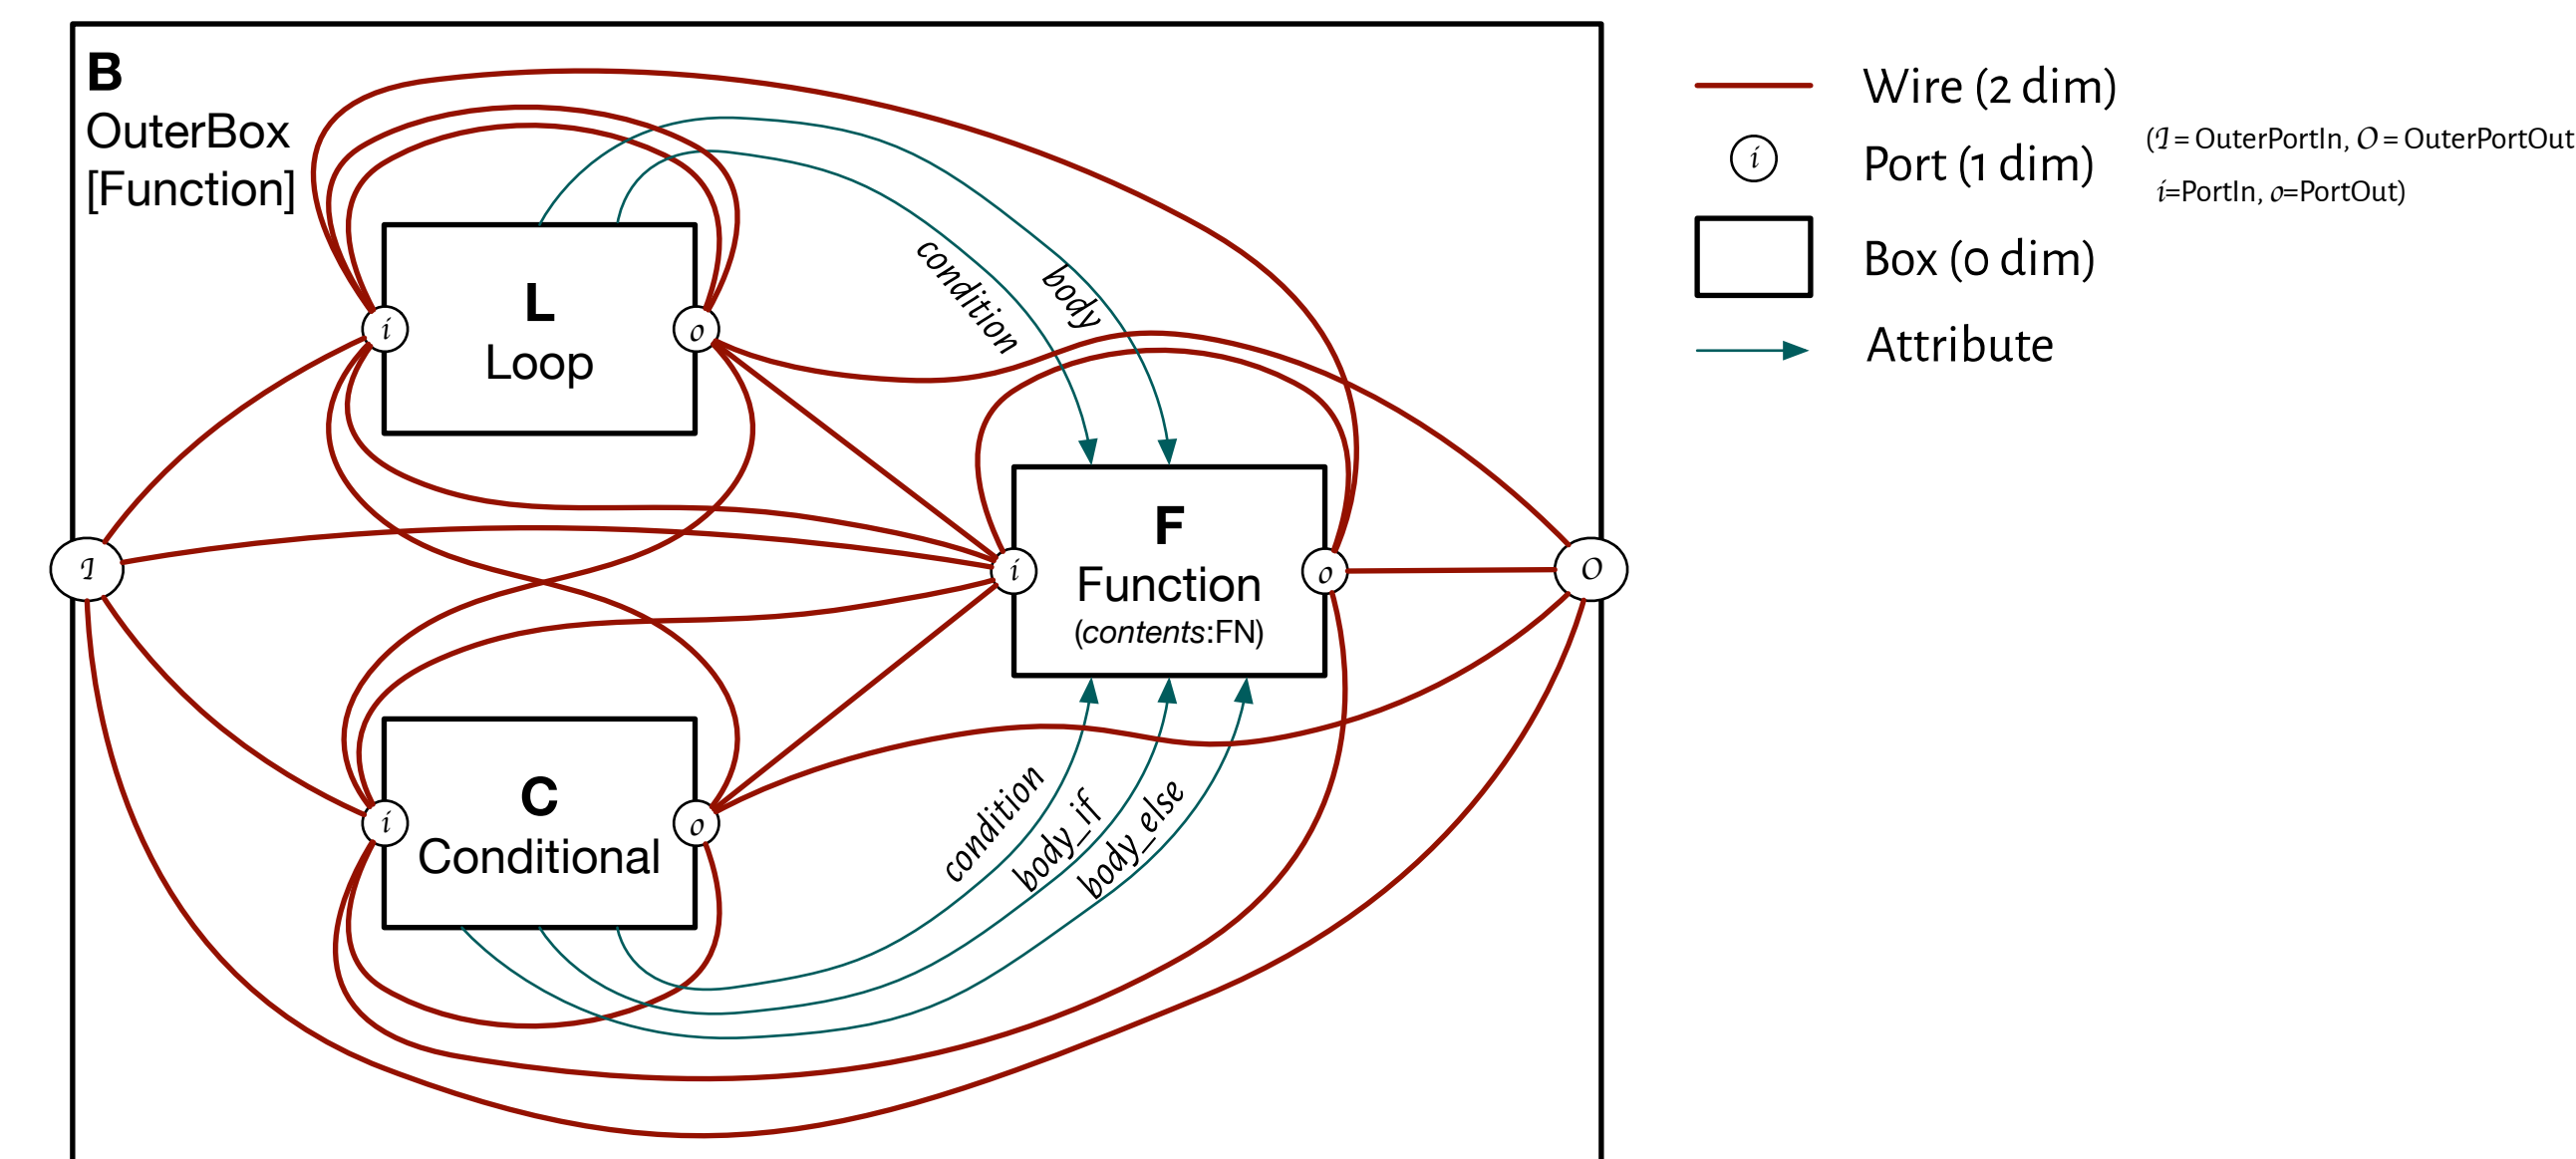 B
OuterBox
[Function]
L
Loop
i
o
condition
body
I
F
Function
(contents:FN)
i
o
O
C
Conditional
i
o
condition
body_if
body_else
Wire (2 dim)
i
Port (1 dim)
(I = OuterPortIn, O = OuterPortOut
i=PortIn, o=PortOut)
Box (0 dim)
Attribute